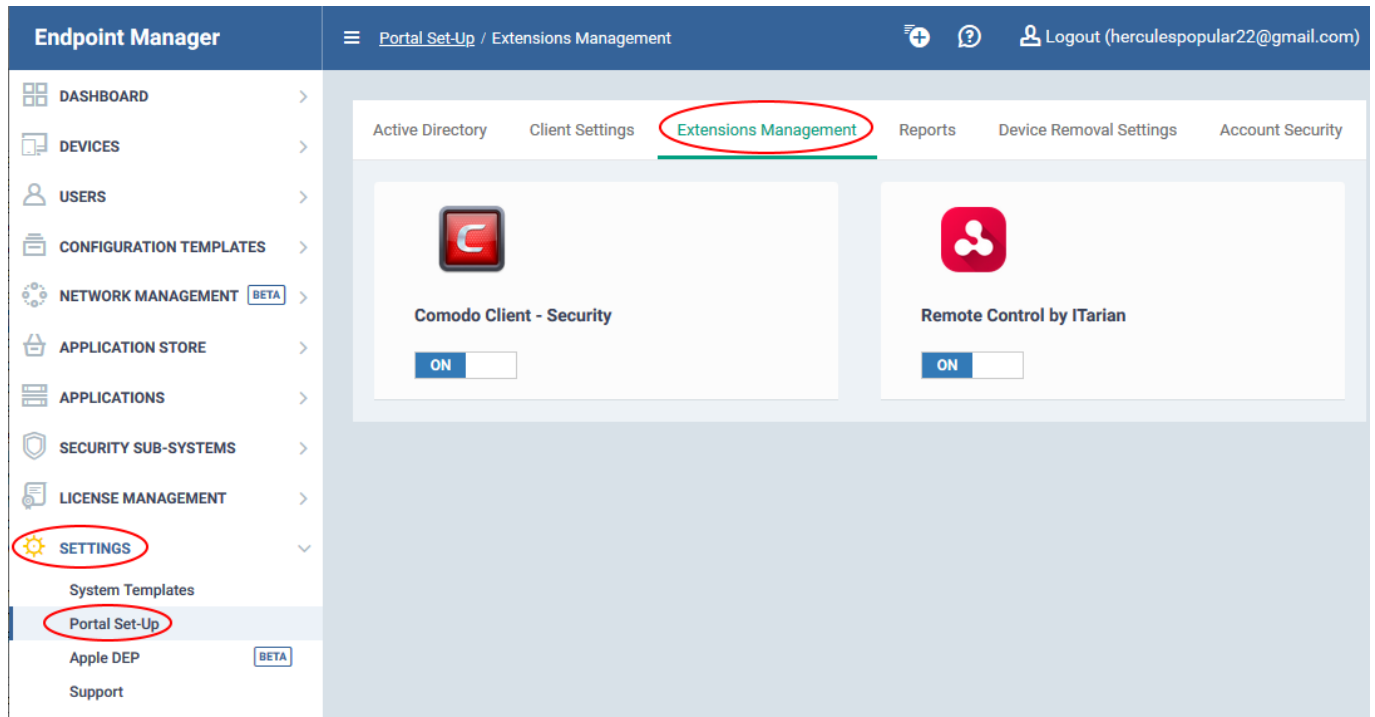 Endpoint Manager
Portal Set-Up / Extensions Management
Logout (herculespopular22@gmail.com)
DASHBOARD
DEVICES
USERS
CONFIGURATION TEMPLATES
NETWORK MANAGEMENT BETA
APPLICATION STORE
APPLICATIONS
SECURITY SUB-SYSTEMS
LICENSE MANAGEMENT
SETTINGS
System Templates
Portal Set-Up
Apple DEP BETA
Support
Active Directory Client Settings Extensions Management Reports Device Removal Settings Account Security
C
Comodo Client - Security
ON
Remote Control by ITarian
ON